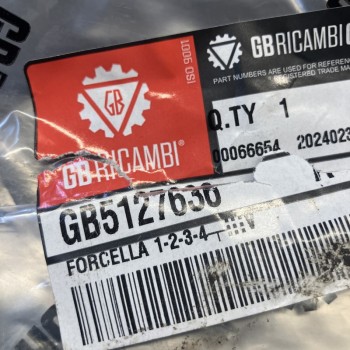 ISO 9001
GB
GB RICAMBI®
GB RICAMBI
PART NUMBERS ARE USED FOR REFERENCE
REGISTERED TRADE MA
Q.TY 1
00066654 2024023
GB5127636
FORCELLA 1-2-3-4